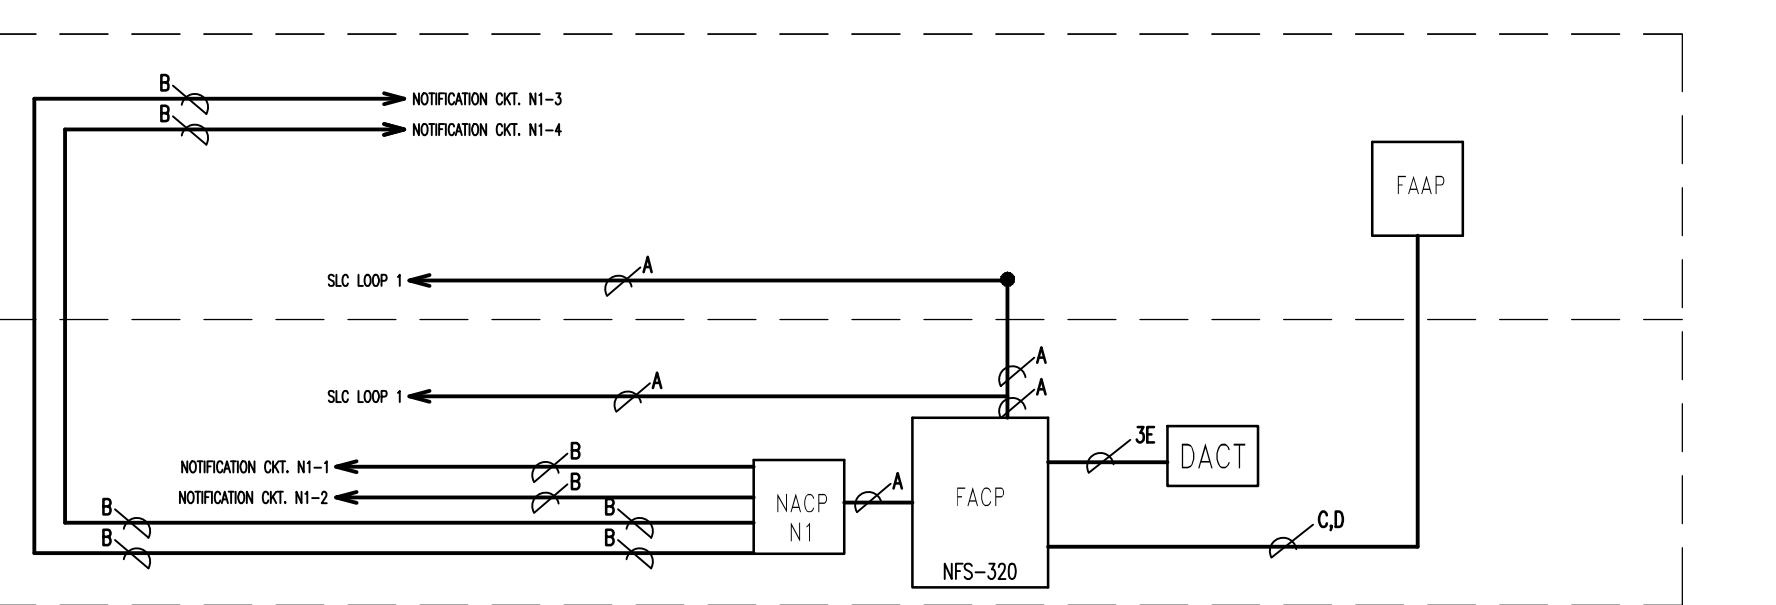 B
NOTIFICATION CKT. N1-3
B
NOTIFICATION CKT. N1-4
FAAP
A
SLC LOOP 1
A
A
SLC LOOP 1
A
3E
DACT
B
NOTIFICATION CKT. N1-1
B
NOTIFICATION CKT. N1-2
A
NACP
N1
FACP
B
B
C,D
B
B
NFS-320